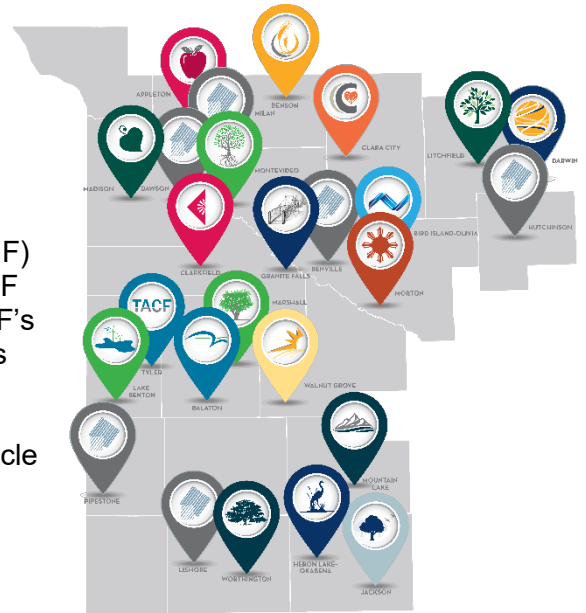 APPLETON
MILAN
BENSON
CLARA CITY
LITCHFIELD
DARWIN
MADISON
DAWSON
MONTEVIDEO
HUTCHINSON
CLARKFIELD
GRANITE FALLS
RENVILLE
BIRD ISLAND-OLIVIA
MORTON
F)
F
F's
s
TACF
TYLER
MARSHALL
LAKE
BENTON
BALATON
WALNUT GROVE
cle
PIPESTONE
MOUNTAIN
LAKE
LISMORE
WORTHINGTON
HERON LAKE-
OKABENA
JACKSON